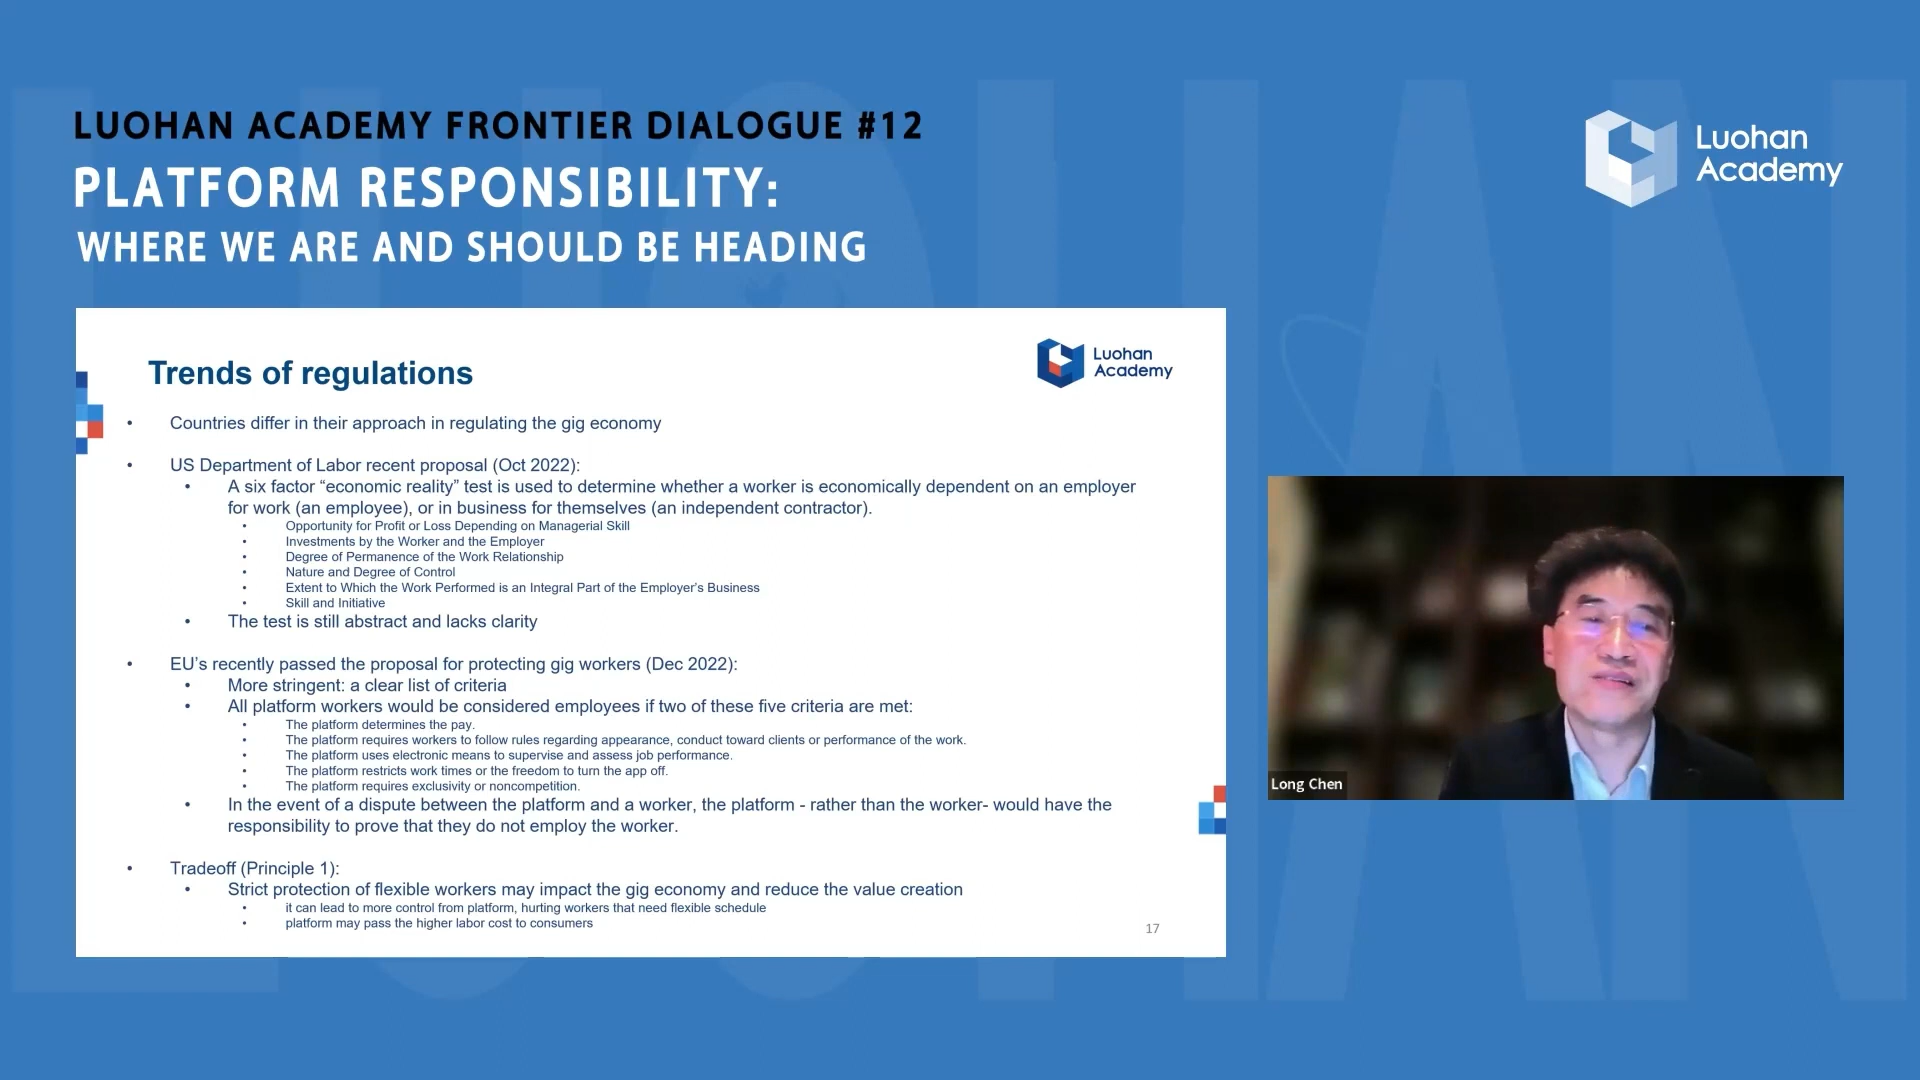 LUOHAN ACADEMY FRONTIER DIALOGUE #12
PLATFORM RESPONSIBILITY:
WHERE WE ARE AND SHOULD BE HEADING
Luohan
Academy
Trends of regulations
Luohan
Academy
• Countries differ in their approach in regulating the gig economy
• US Department of Labor recent proposal (Oct 2022):
• A six factor “economic reality” test is used to determine whether a worker is economically dependent on an employer
for work (an employee), or in business for themselves (an independent contractor).
• Opportunity for Profit or Loss Depending on Managerial Skill
• Investments by the Worker and the Employer
• Degree of Permanence of the Work Relationship
• Nature and Degree of Control
• Extent to Which the Work Performed is an Integral Part of the Employer’s Business
• Skill and Initiative
• The test is still abstract and lacks clarity
• EU’s recently passed the proposal for protecting gig workers (Dec 2022):
• More stringent: a clear list of criteria
• All platform workers would be considered employees if two of these five criteria are met:
• The platform determines the pay.
• The platform requires workers to follow rules regarding appearance, conduct toward clients or performance of the work.
• The platform uses electronic means to supervise and assess job performance.
• The platform restricts work times or the freedom to turn the app off.
• The platform requires exclusivity or noncompetition.
• In the event of a dispute between the platform and a worker, the platform - rather than the worker- would have the
responsibility to prove that they do not employ the worker.
• Tradeoff (Principle 1):
• Strict protection of flexible workers may impact the gig economy and reduce the value creation
• it can lead to more control from platform, hurting workers that need flexible schedule
• platform may pass the higher labor cost to consumers
17
Long Chen